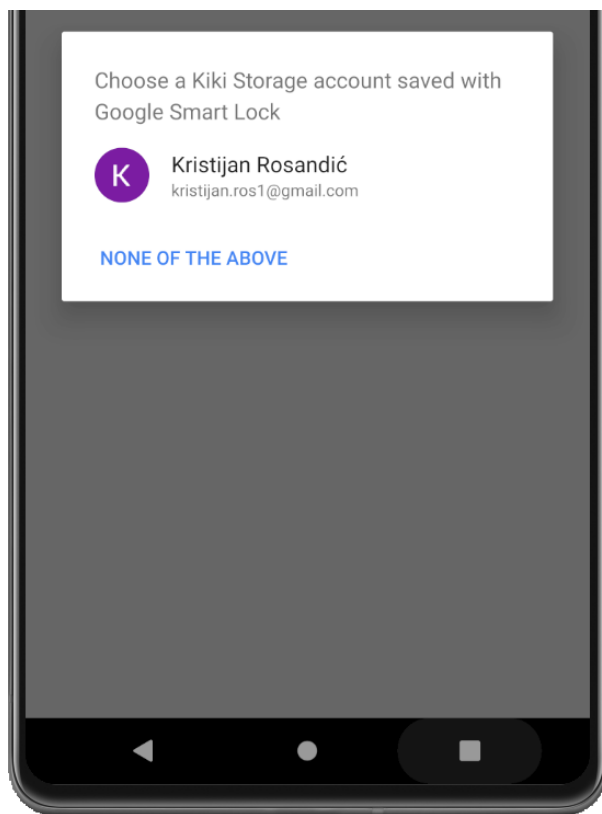 Choose a Kiki Storage account saved with
Google Smart Lock
K
Kristijan Rosandić
kristijan.ros1@gmail.com
NONE OF THE ABOVE